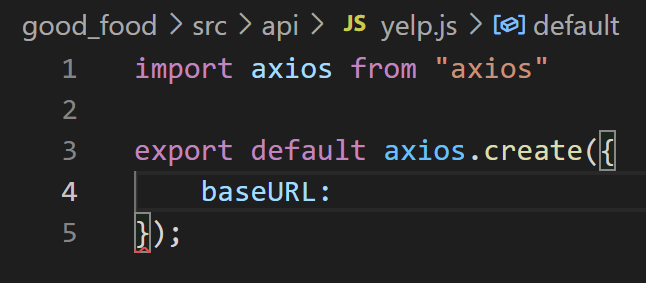 good_food > src > api > JS yelp.js > default
1 import axios from "axios"
2
3 export default axios.create({
4     baseURL:
5 });